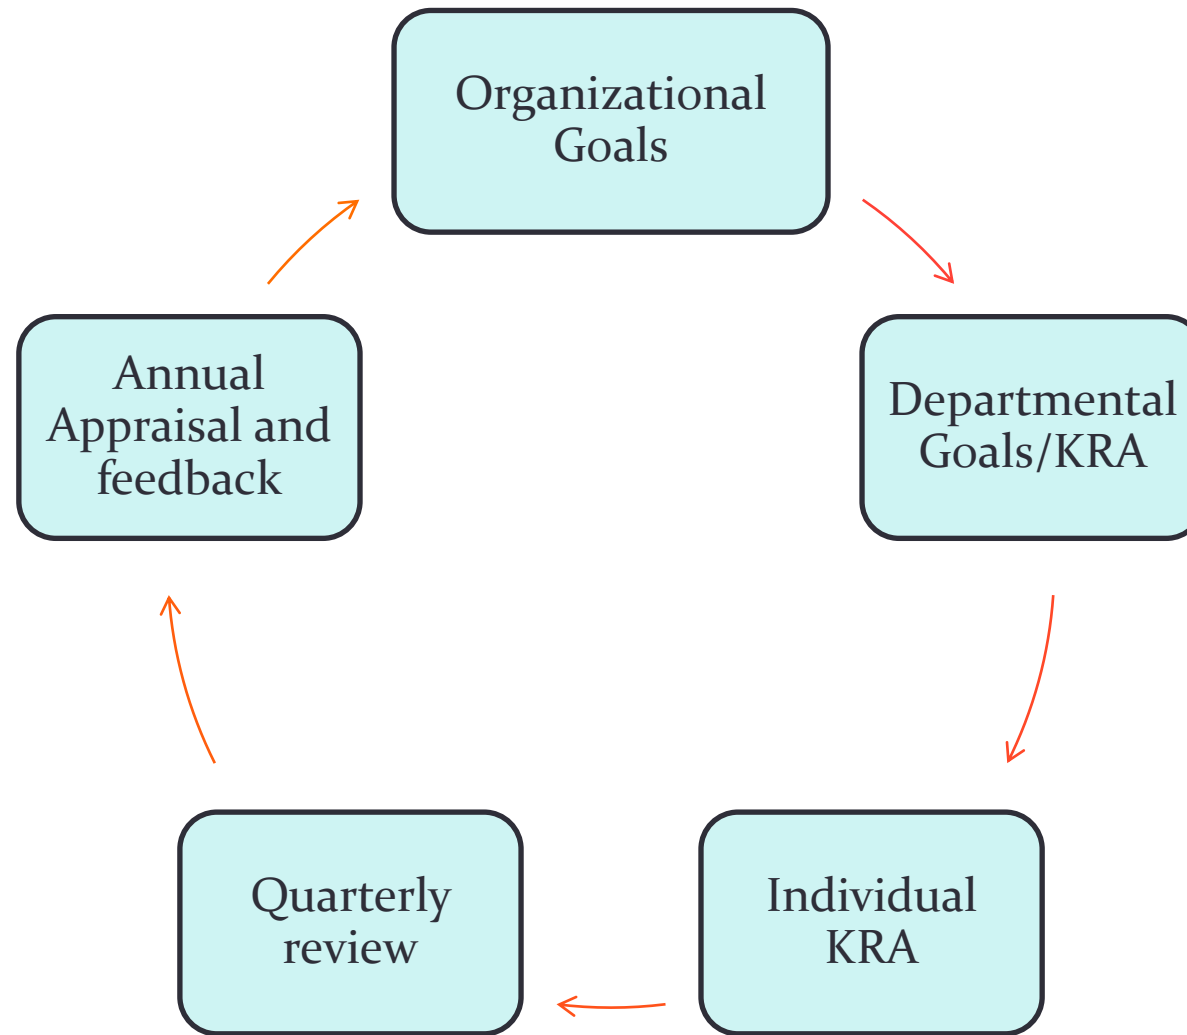 Organizational
Goals
Departmental
Goals/KRA
Individual
KRA
Quarterly
review
Annual
Appraisal and
feedback